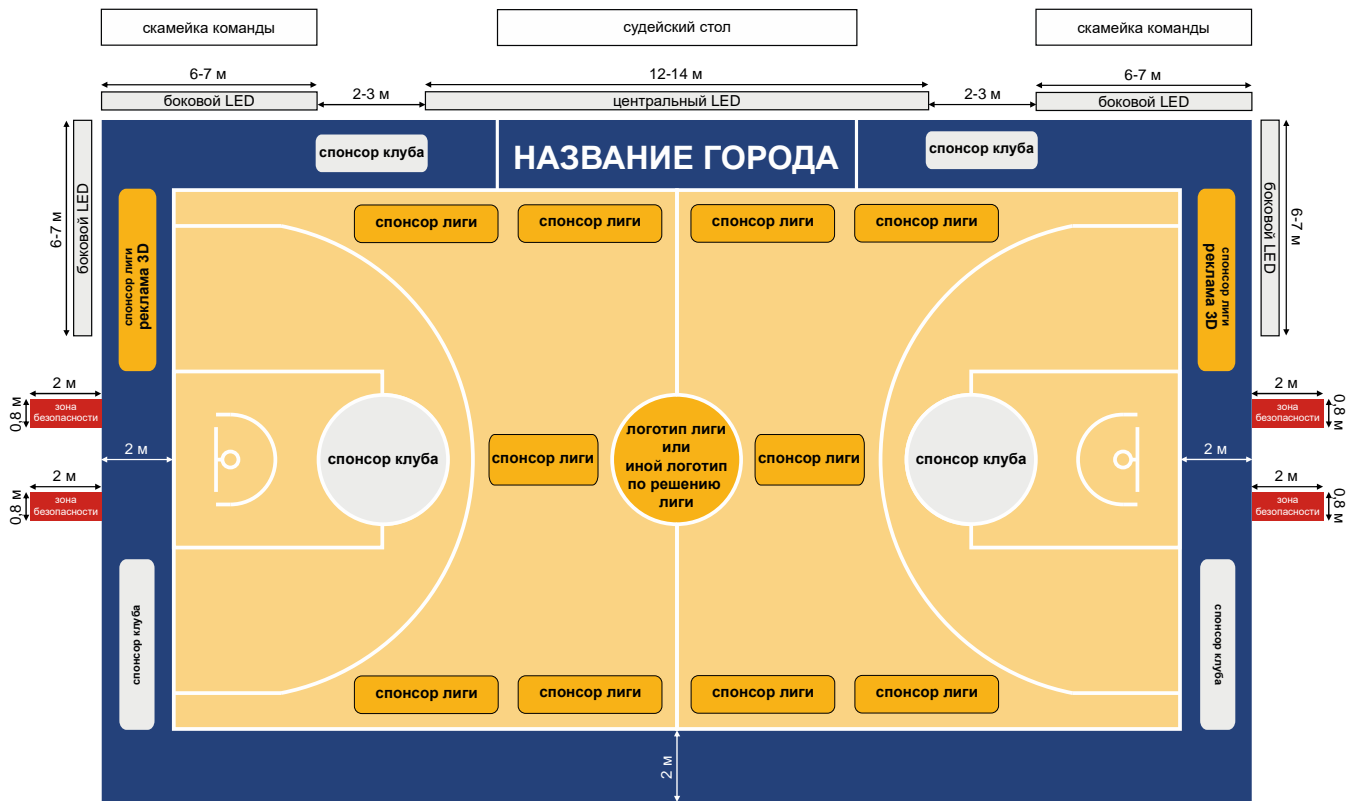 скамейка команды
судейский стол
скамейка команды
6-7 м
12-14 м
6-7 м
боковой LED
2-3 м
центральный LED
2-3 м
боковой LED
спонсор клуба
НАЗВАНИЕ ГОРОДА
спонсор клуба
6-7 м
боковой LED
боковой LED
6-7 м
спонсор лиги
реклама 3D
спонсор лиги
спонсор лиги
спонсор лиги
спонсор лиги
спонсор лиги
реклама 3D
2 м
0,8 м
зона
безопасности
2 м
0,8 м
зона
безопасности
2 м
спонсор клуба
спонсор лиги
логотип лиги
или
иной логотип
по решению
лиги
спонсор лиги
спонсор клуба
2 м
2 м
0,8 м
зона
безопасности
2 м
0,8 м
зона
безопасности
спонсор клуба
спонсор клуба
спонсор лиги
спонсор лиги
спонсор лиги
спонсор лиги
2 м